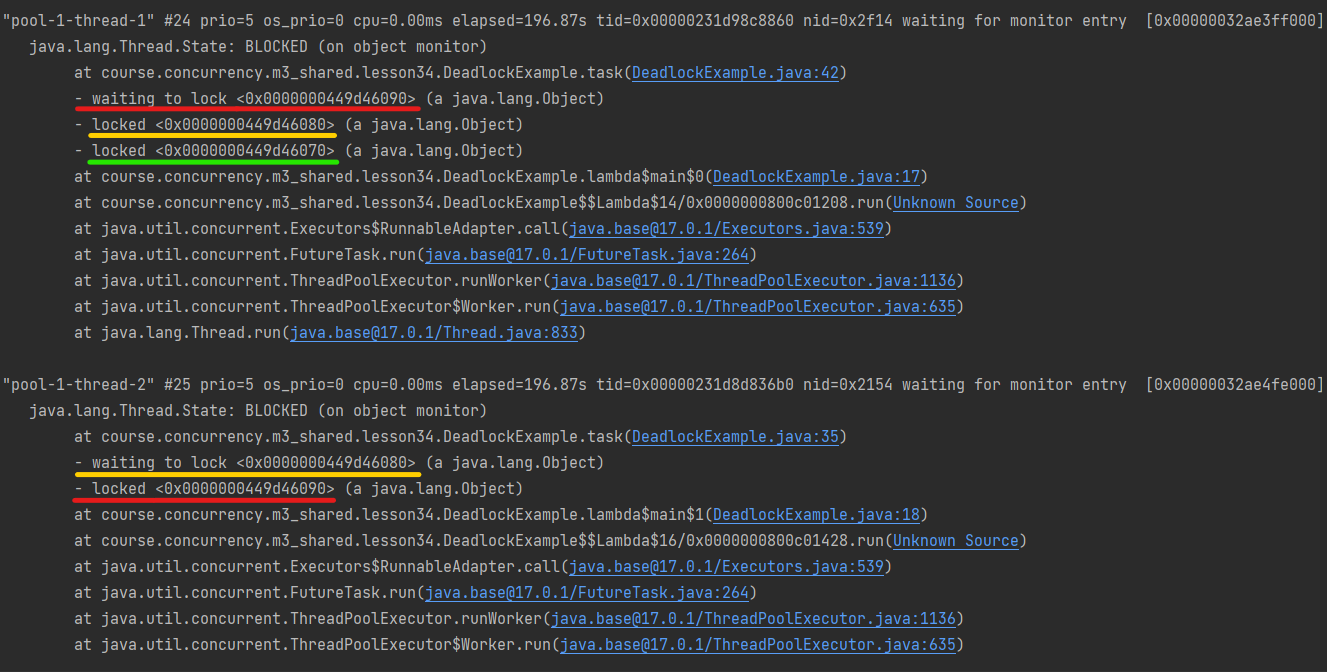 "pool-1-thread-1" #24 prio=5 os_prio=0 cpu=0.00ms elapsed=196.87s tid=0x00000231d98c8860 nid=0x2f14 waiting for monitor entry  [0x00000032ae3ff000]
java.lang.Thread.State: BLOCKED (on object monitor)
at course.concurrency.m3_shared.lesson34.DeadlockExample.task(DeadlockExample.java:42)
- waiting to lock <0x0000000449d46090> (a java.lang.Object)
- locked <0x0000000449d46080> (a java.lang.Object)
- locked <0x0000000449d46070> (a java.lang.Object)
at course.concurrency.m3_shared.lesson34.DeadlockExample.lambda$main$0(DeadlockExample.java:17)
at course.concurrency.m3_shared.lesson34.DeadlockExample$$Lambda$14/0x0000000800c01208.run(Unknown Source)
at java.util.concurrent.Executors$RunnableAdapter.call(java.base@17.0.1/Executors.java:539)
at java.util.concurrent.FutureTask.run(java.base@17.0.1/FutureTask.java:264)
at java.util.concurrent.ThreadPoolExecutor.runWorker(java.base@17.0.1/ThreadPoolExecutor.java:1136)
at java.util.concurrent.ThreadPoolExecutor$Worker.run(java.base@17.0.1/ThreadPoolExecutor.java:635)
at java.lang.Thread.run(java.base@17.0.1/Thread.java:833)
"pool-1-thread-2" #25 prio=5 os_prio=0 cpu=0.00ms elapsed=196.87s tid=0x00000231d8d836b0 nid=0x2154 waiting for monitor entry  [0x00000032ae4fe000]
java.lang.Thread.State: BLOCKED (on object monitor)
at course.concurrency.m3_shared.lesson34.DeadlockExample.task(DeadlockExample.java:35)
- waiting to lock <0x0000000449d46080> (a java.lang.Object)
- locked <0x0000000449d46090> (a java.lang.Object)
at course.concurrency.m3_shared.lesson34.DeadlockExample.lambda$main$1(DeadlockExample.java:18)
at course.concurrency.m3_shared.lesson34.DeadlockExample$$Lambda$16/0x0000000800c01428.run(Unknown Source)
at java.util.concurrent.Executors$RunnableAdapter.call(java.base@17.0.1/Executors.java:539)
at java.util.concurrent.FutureTask.run(java.base@17.0.1/FutureTask.java:264)
at java.util.concurrent.ThreadPoolExecutor.runWorker(java.base@17.0.1/ThreadPoolExecutor.java:1136)
at java.util.concurrent.ThreadPoolExecutor$Worker.run(java.base@17.0.1/ThreadPoolExecutor.java:635)